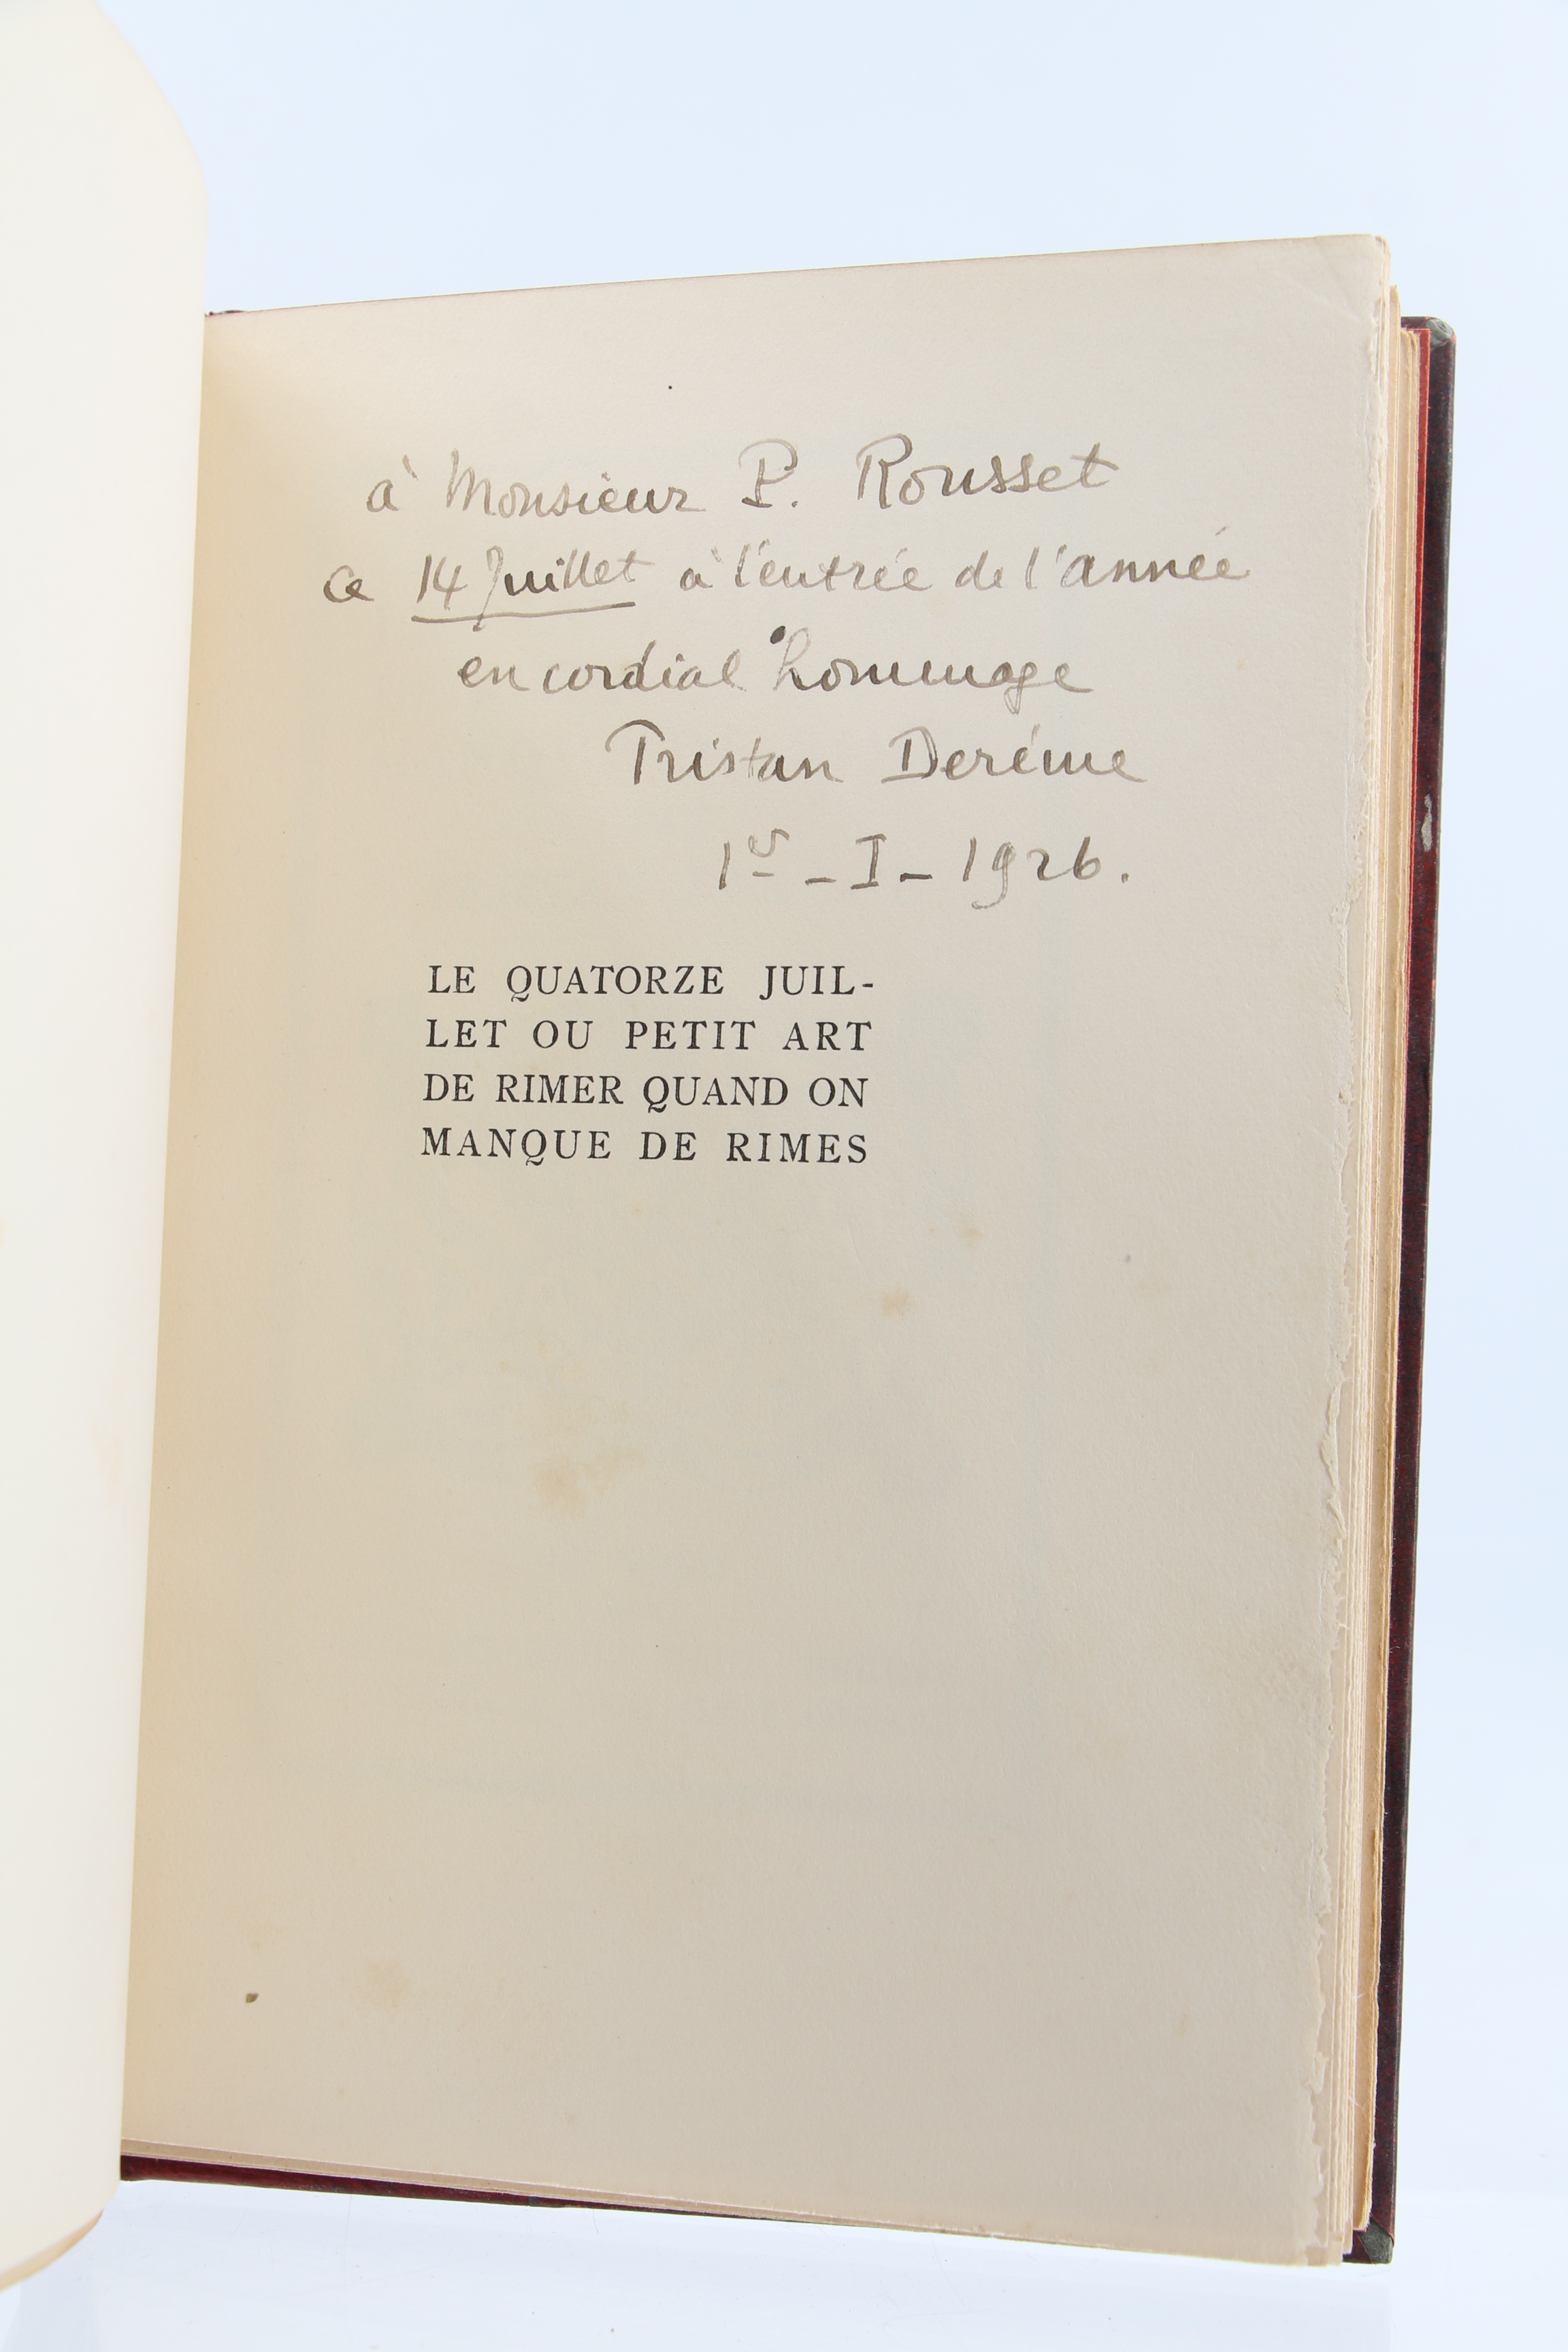 à Monsieur P. Rousset
ce 14 Juillet à l'entrée de l'année
en cordial hommage
Tristan Derème
1er - I - 1926.
LE QUATORZE JUIL-
LET OU PETIT ART
DE RIMER QUAND ON
MANQUE DE RIMES